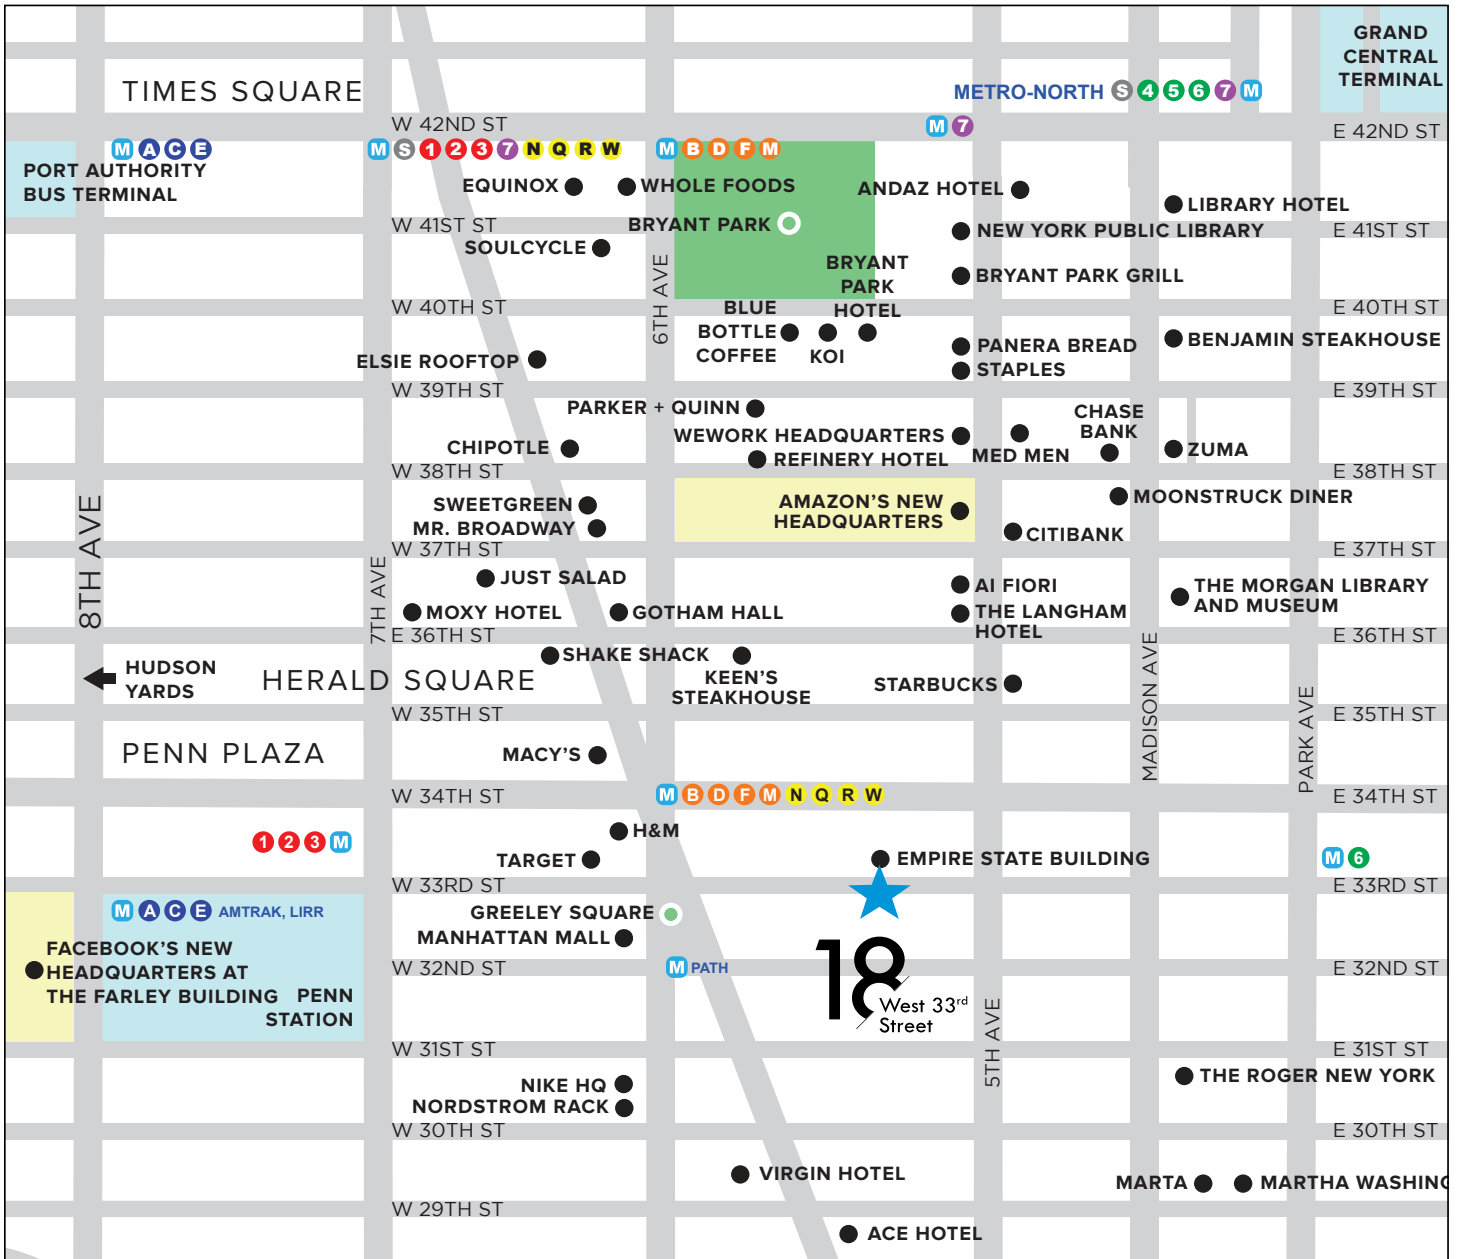 GRAND
CENTRAL
TERMINAL
TIMES SQUARE
METRO-NORTH S 4 5 6 7 M
W 42ND ST
M 7
E 42ND ST
M A C E
M S 1 2 3 7 N Q R W
M B D F M
PORT AUTHORITY
BUS TERMINAL
EQUINOX
WHOLE FOODS
ANDAZ HOTEL
LIBRARY HOTEL
W 41ST ST
BRYANT PARK
NEW YORK PUBLIC LIBRARY
E 41ST ST
SOULCYCLE
BRYANT
PARK
HOTEL
BRYANT PARK GRILL
6TH AVE
W 40TH ST
E 40TH ST
BLUE
BOTTLE
COFFEE
KOI
PANERA BREAD
STAPLES
BENJAMIN STEAKHOUSE
ELSIE ROOFTOP
W 39TH ST
E 39TH ST
PARKER + QUINN
CHASE
BANK
WEWORK HEADQUARTERS
MED MEN
ZUMA
CHIPOTLE
REFINERY HOTEL
W 38TH ST
E 38TH ST
8TH AVE
SWEETGREEN
MR. BROADWAY
AMAZON'S NEW
HEADQUARTERS
MOONSTRUCK DINER
CITIBANK
W 37TH ST
E 37TH ST
7TH AVE
JUST SALAD
AI FIORI
THE MORGAN LIBRARY
AND MUSEUM
MOXY HOTEL
GOTHAM HALL
THE LANGHAM
HOTEL
E 36TH ST
E 36TH ST
SHAKE SHACK
HUDSON
YARDS
HERALD SQUARE
KEEN'S
STEAKHOUSE
STARBUCKS
MADISON AVE
PARK AVE
W 35TH ST
E 35TH ST
PENN PLAZA
MACY'S
W 34TH ST
M B D F M N Q R W
E 34TH ST
1 2 3 M
H&M
TARGET
EMPIRE STATE BUILDING
M 6
W 33RD ST
E 33RD ST
M A C E AMTRAK, LIRR
GREELEY SQUARE
MANHATTAN MALL
FACEBOOK'S NEW
HEADQUARTERS AT
THE FARLEY BUILDING
PENN
STATION
W 32ND ST
M PATH
18
West 33rd
Street
E 32ND ST
5TH AVE
W 31ST ST
E 31ST ST
NIKE HQ
NORDSTROM RACK
THE ROGER NEW YORK
W 30TH ST
E 30TH ST
VIRGIN HOTEL
MARTA
MARTHA WASHING
W 29TH ST
ACE HOTEL